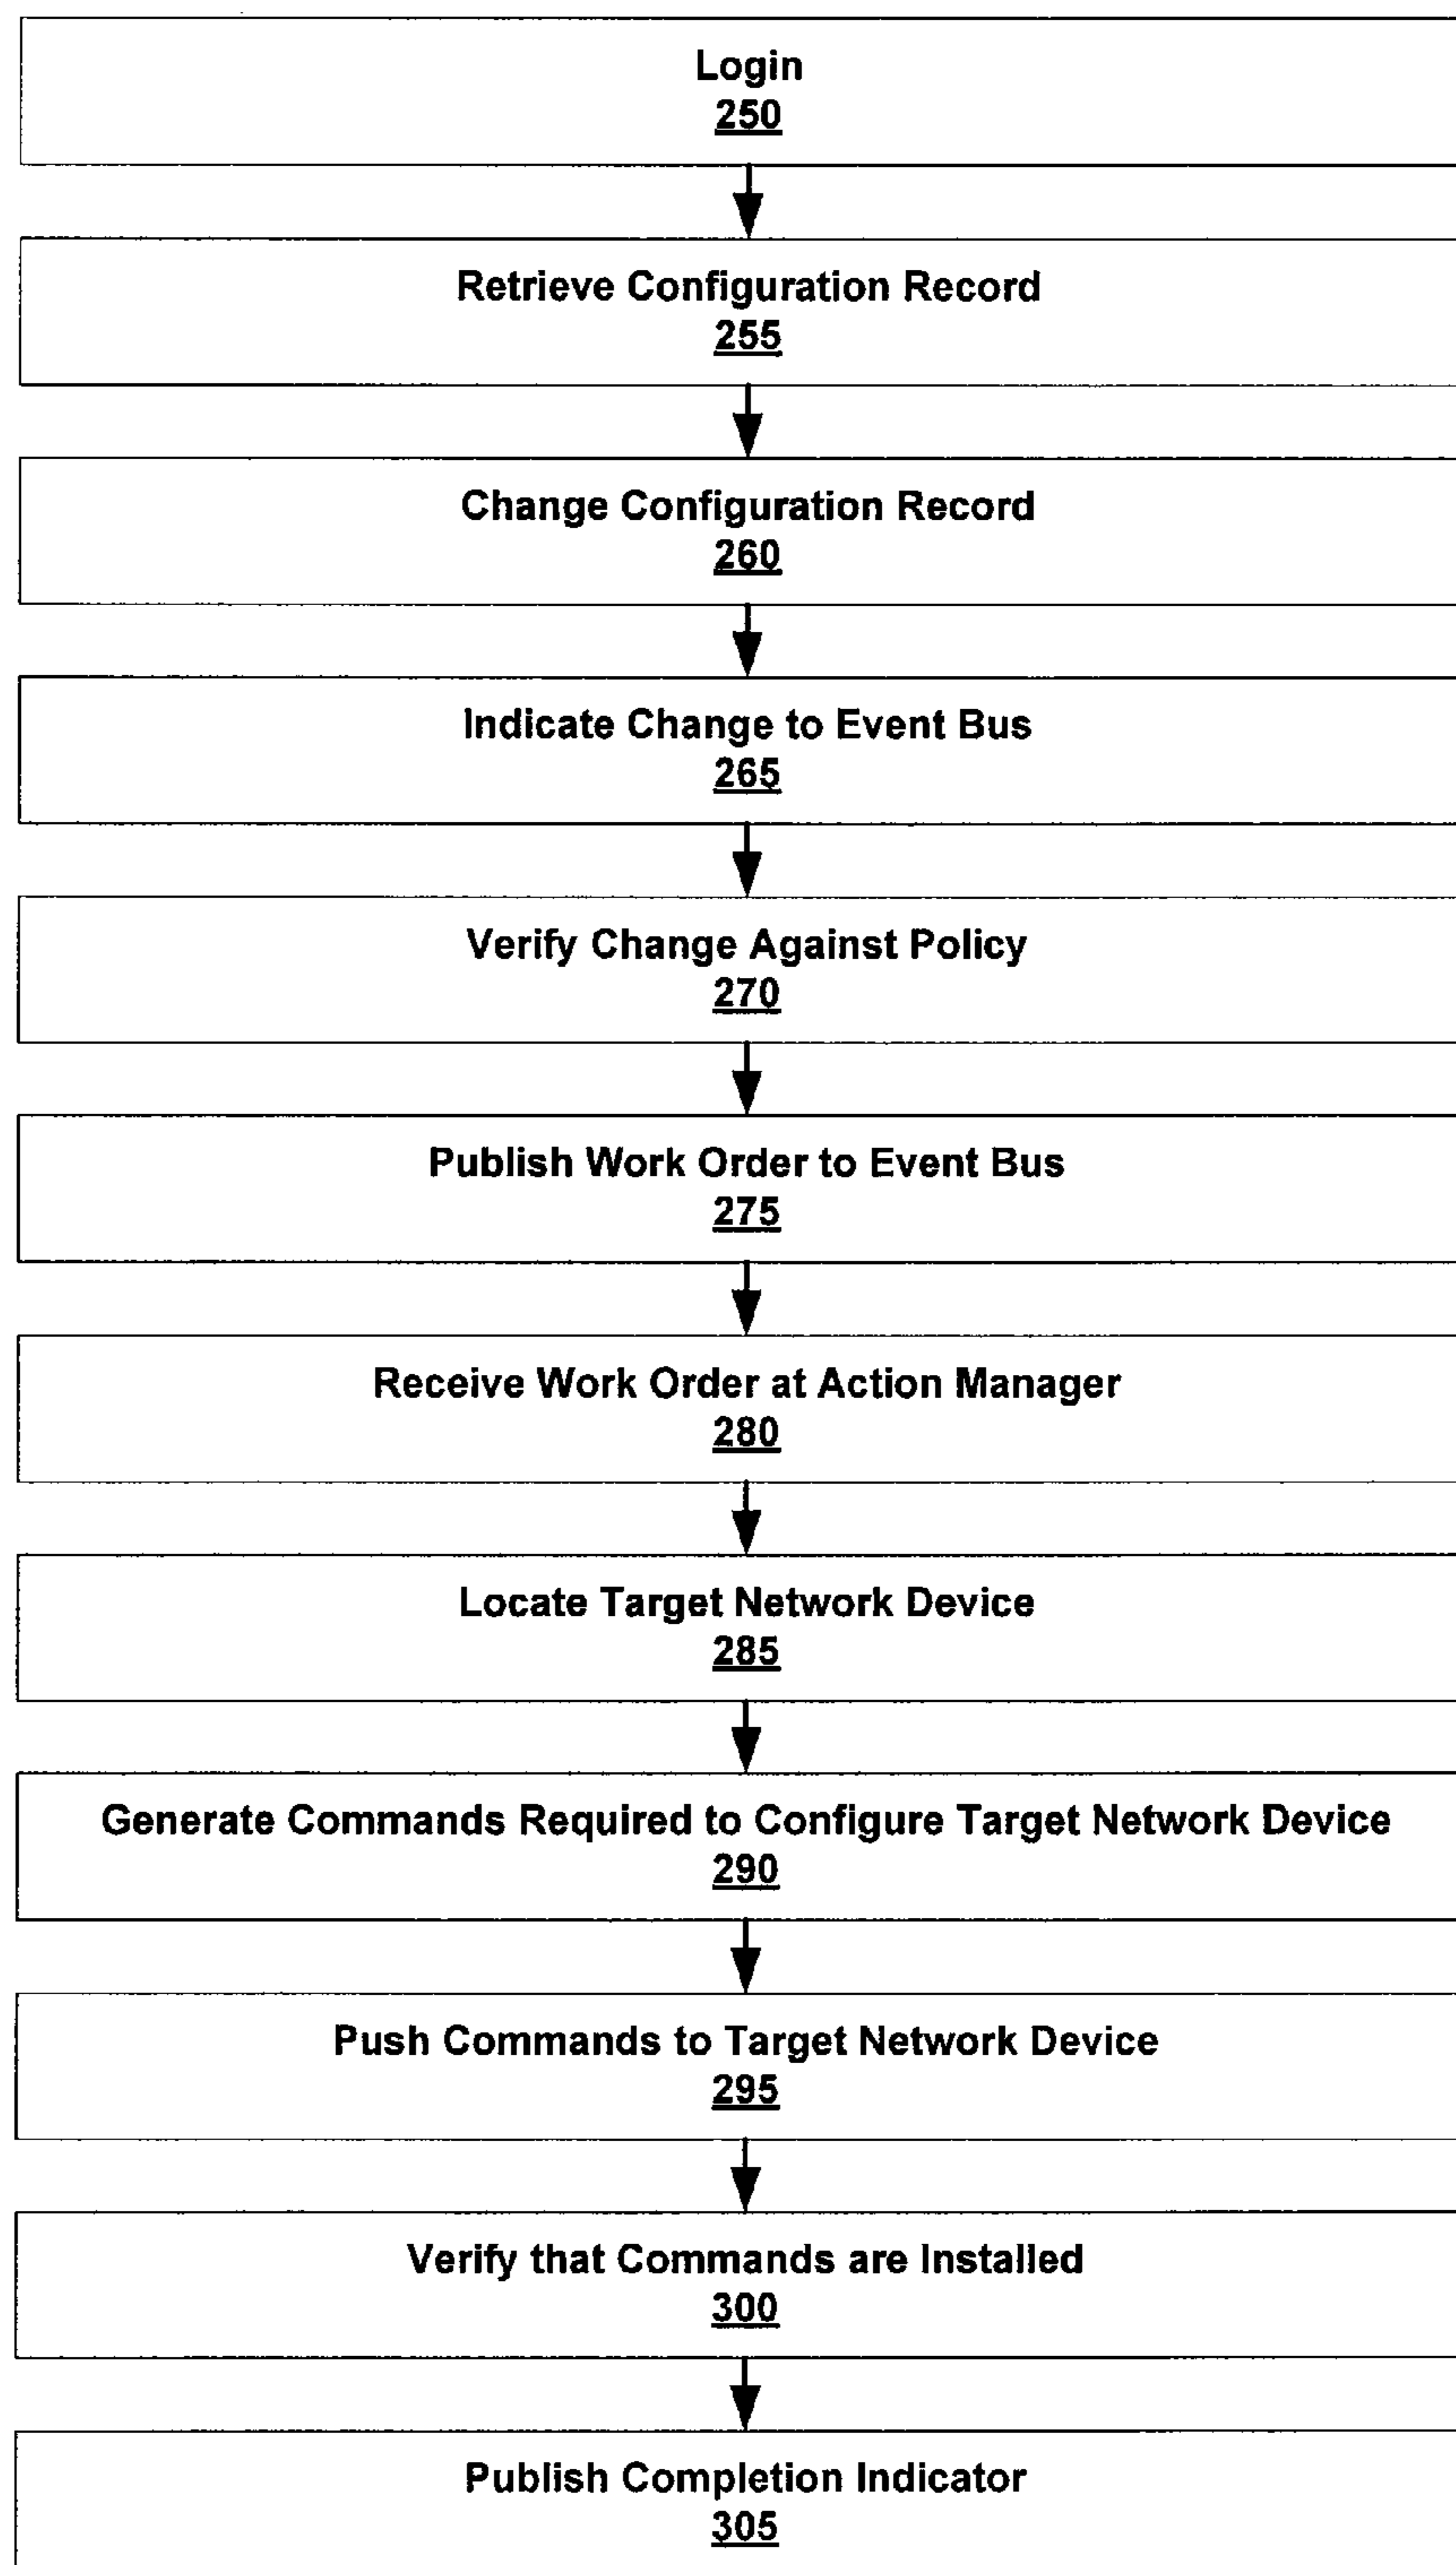 Login
250
Retrieve Configuration Record
255
Change Configuration Record
260
Indicate Change to Event Bus
265
Verify Change Against Policy
270
Publish Work Order to Event Bus
275
Receive Work Order at Action Manager
280
Locate Target Network Device
285
Generate Commands Required to Configure Target Network Device
290
Push Commands to Target Network Device
295
Verify that Commands are Installed
300
Publish Completion Indicator
305